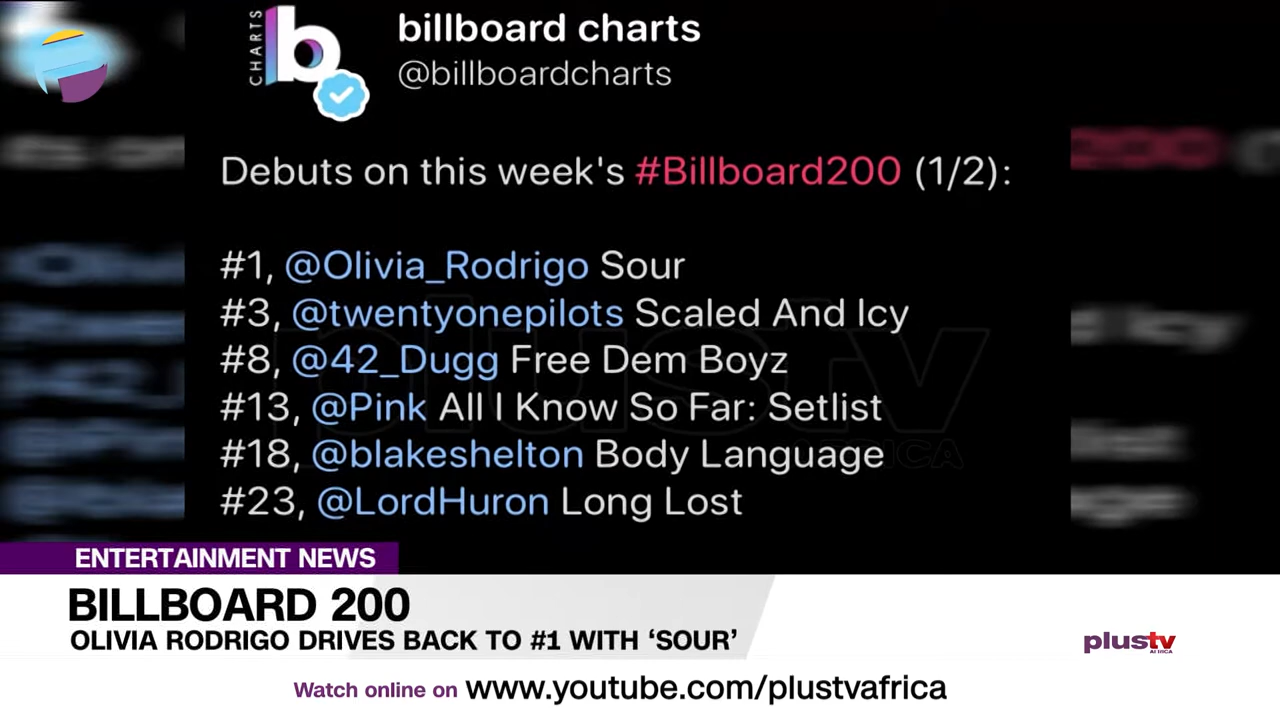 CHARTS
billboard charts
@billboardcharts
Debuts on this week's #Billboard200 (1/2):
#1, @Olivia_Rodrigo Sour
#3, @twentyonepilots Scaled And Icy
#8, @42_Dugg Free Dem Boyz
#13, @Pink All I Know So Far: Setlist
#18, @blakeshelton Body Language
#23, @LordHuron Long Lost
plustv
AFRICA
ENTERTAINMENT NEWS
BILLBOARD 200
OLIVIA RODRIGO DRIVES BACK TO #1 WITH ‘SOUR’
plustv
AFRICA
Watch online on www.youtube.com/plustvafrica